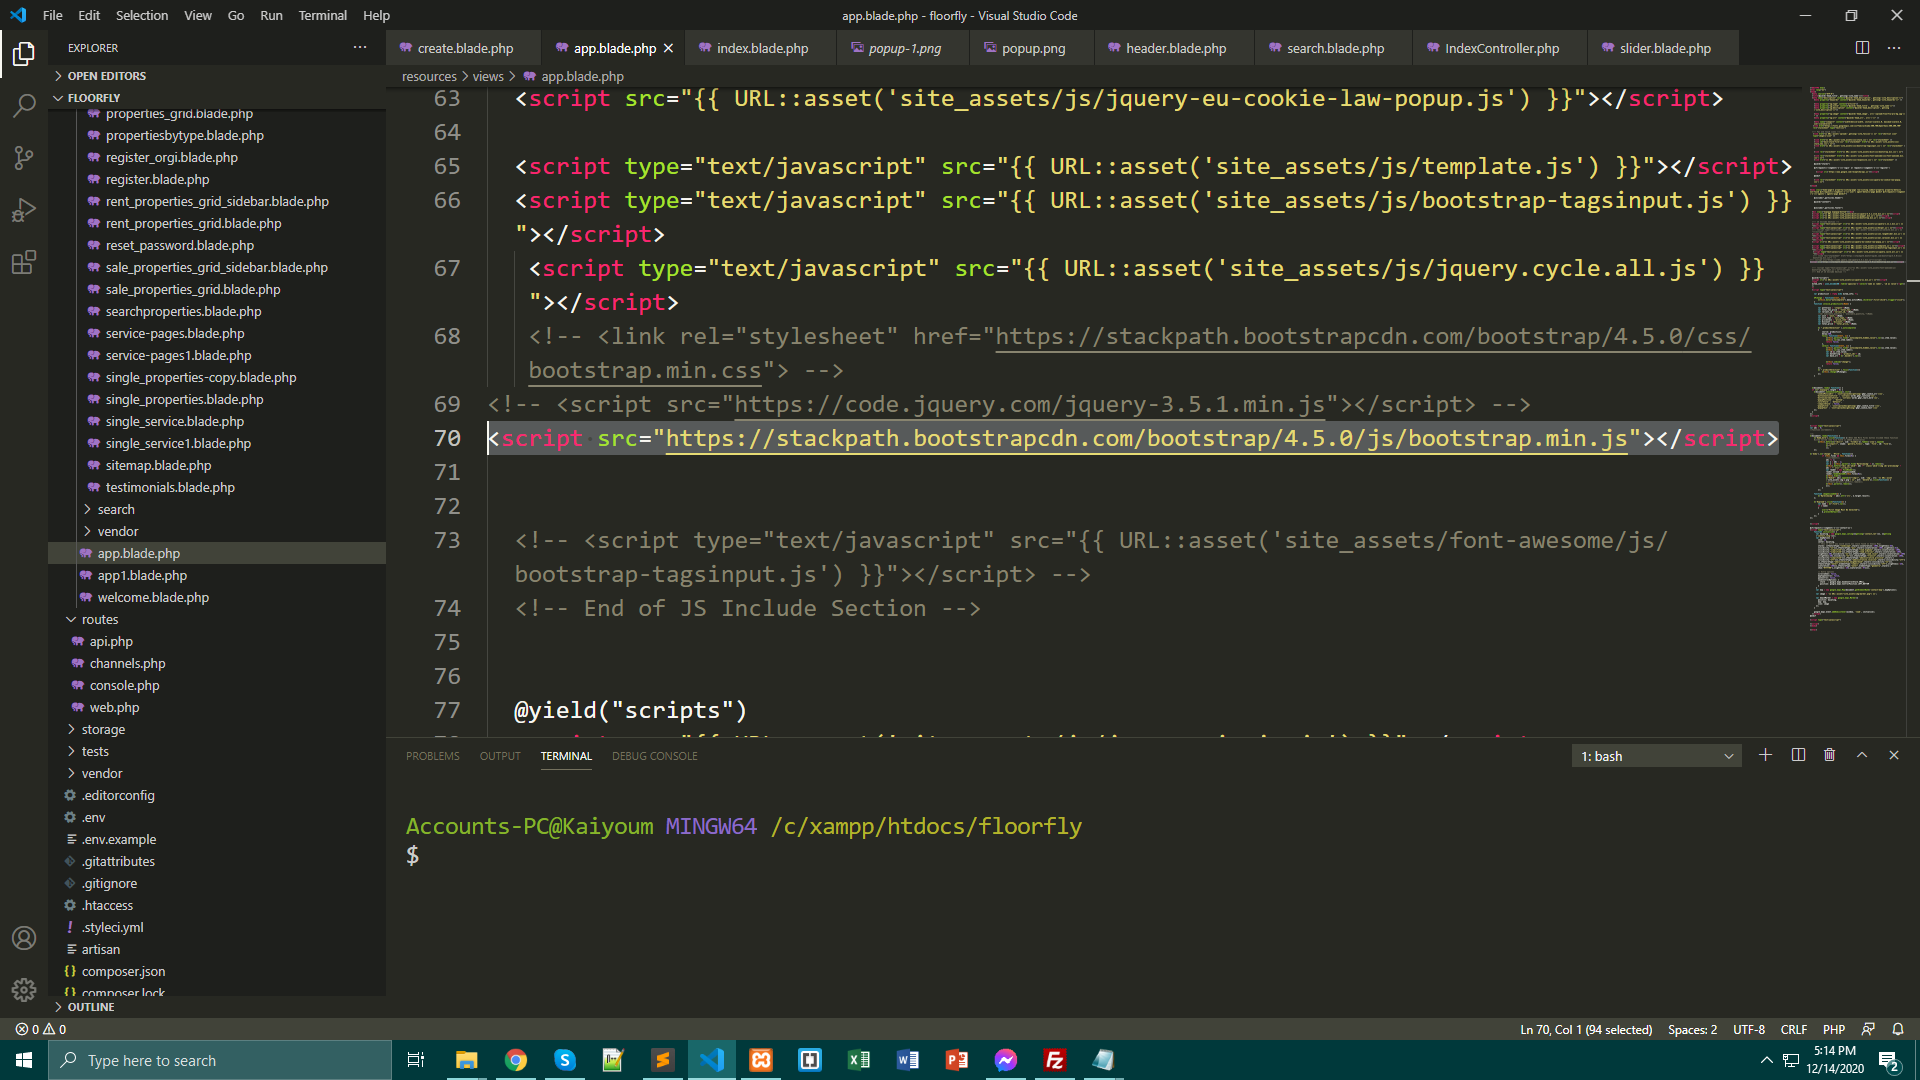 File Edit Selection View Go Run Terminal Help
app.blade.php - floorfly - Visual Studio Code
EXPLORER
OPEN EDITORS
FLOORFLY
properties_grid.blade.php
propertiesbytype.blade.php
register_orgi.blade.php
register.blade.php
rent_properties_grid_sidebar.blade.php
rent_properties_grid.blade.php
reset_password.blade.php
sale_properties_grid_sidebar.blade.php
sale_properties_grid.blade.php
searchproperties.blade.php
service-pages.blade.php
service-pages1.blade.php
single_properties-copy.blade.php
single_properties.blade.php
single_service.blade.php
single_service1.blade.php
sitemap.blade.php
testimonials.blade.php
search
vendor
app.blade.php
app1.blade.php
welcome.blade.php
routes
api.php
channels.php
console.php
web.php
storage
tests
vendor
.editorconfig
.env
.env.example
.gitattributes
.gitignore
.htaccess
.styleci.yml
artisan
composer.json
composer.lock
OUTLINE
create.blade.php app.blade.php index.blade.php popup-1.png popup.png header.blade.php search.blade.php IndexController.php slider.blade.php
resources > views > app.blade.php
63 <script src="{{ URL::asset('site_assets/js/jquery-eu-cookie-law-popup.js') }}"></script>
64
65 <script type="text/javascript" src="{{ URL::asset('site_assets/js/template.js') }}"></script>
66 <script type="text/javascript" src="{{ URL::asset('site_assets/js/bootstrap-tagsinput.js') }}
"></script>
67 <script type="text/javascript" src="{{ URL::asset('site_assets/js/jquery.cycle.all.js') }}
"></script>
68 <!-- <link rel="stylesheet" href="https://stackpath.bootstrapcdn.com/bootstrap/4.5.0/css/
bootstrap.min.css"> -->
69 <!-- <script src="https://code.jquery.com/jquery-3.5.1.min.js"></script> -->
70 <script src="https://stackpath.bootstrapcdn.com/bootstrap/4.5.0/js/bootstrap.min.js"></script>
71
72
73 <!-- <script type="text/javascript" src="{{ URL::asset('site_assets/font-awesome/js/
bootstrap-tagsinput.js') }}"></script> -->
74 <!-- End of JS Include Section -->
75
76
77 @yield("scripts")
PROBLEMS OUTPUT TERMINAL DEBUG CONSOLE
1: bash
Accounts-PC@Kaiyoum MINGW64 /c/xampp/htdocs/floorfly
$
0 0
Ln 70, Col 1 (94 selected) Spaces: 2 UTF-8 CRLF PHP
Type here to search
5:14 PM
12/14/2020
2